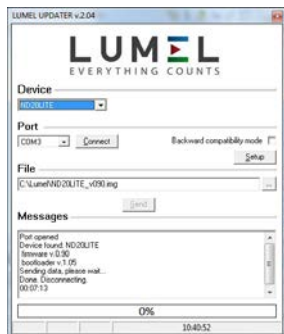 LUMEL UPDATER v.2.04
LUMEL
EVERYTHING COUNTS
Device
ND20LITE
Port
COM3 Connect Backward compatibility mode
Setup
File
C:\Lumel\ND20LITE_v090.img ...
Send
Messages
Port opened
Device found: ND20LITE
firmware v.0.90
bootloader v.1.05
Sending data, please wait...
Done. Disconnecting.
00:07:13
0%
10:40:52